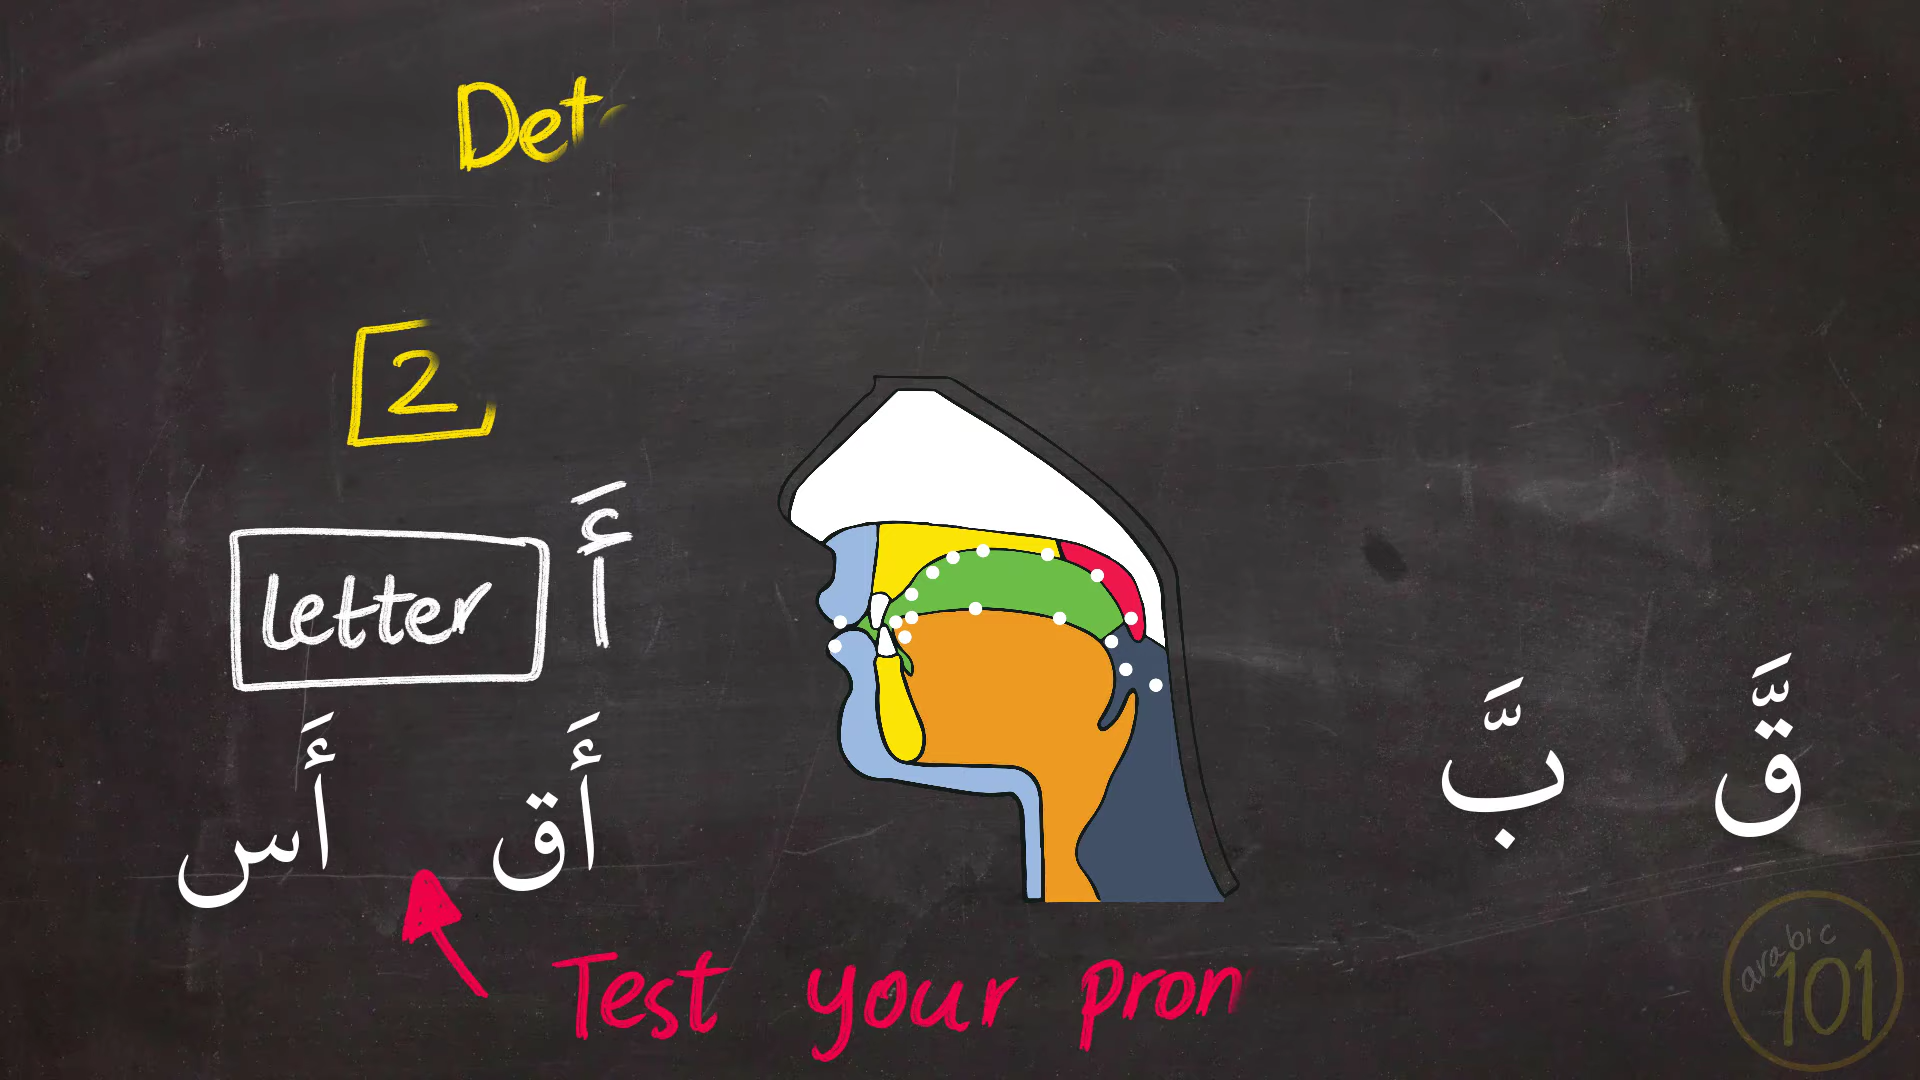 Det
2
letter أَ
أَس أَق
بَّ قَّ
Test your pron
arabic
101